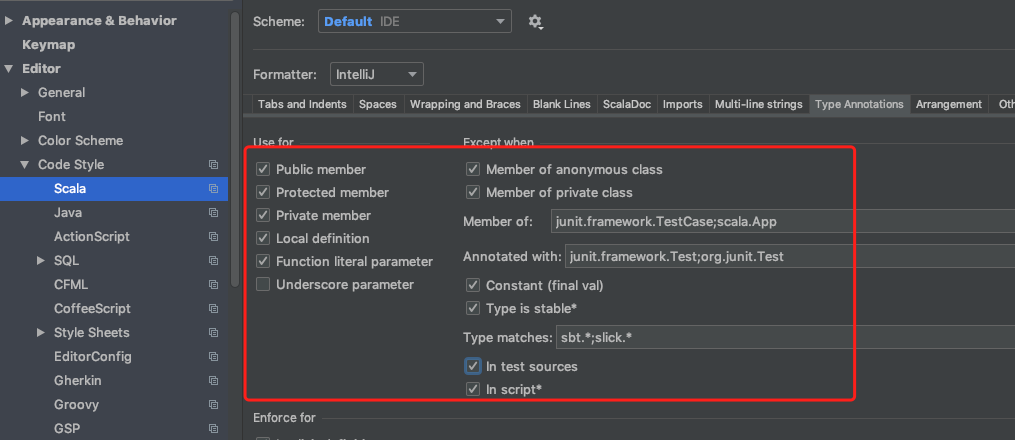 Appearance & Behavior
Keymap
Editor
General
Font
Color Scheme
Code Style
Scala
Java
ActionScript
SQL
CFML
CoffeeScript
Style Sheets
EditorConfig
Gherkin
Groovy
GSP
Scheme: Default IDE
Formatter: IntelliJ
Tabs and Indents Spaces Wrapping and Braces Blank Lines ScalaDoc Imports Multi-line strings Type Annotations Arrangement Oth
Use for
Public member
Protected member
Private member
Local definition
Function literal parameter
Underscore parameter
Except when
Member of anonymous class
Member of private class
Member of: junit.framework.TestCase;scala.App
Annotated with: junit.framework.Test;org.junit.Test
Constant (final val)
Type is stable*
Type matches: sbt.*;slick.*
In test sources
In script*
Enforce for